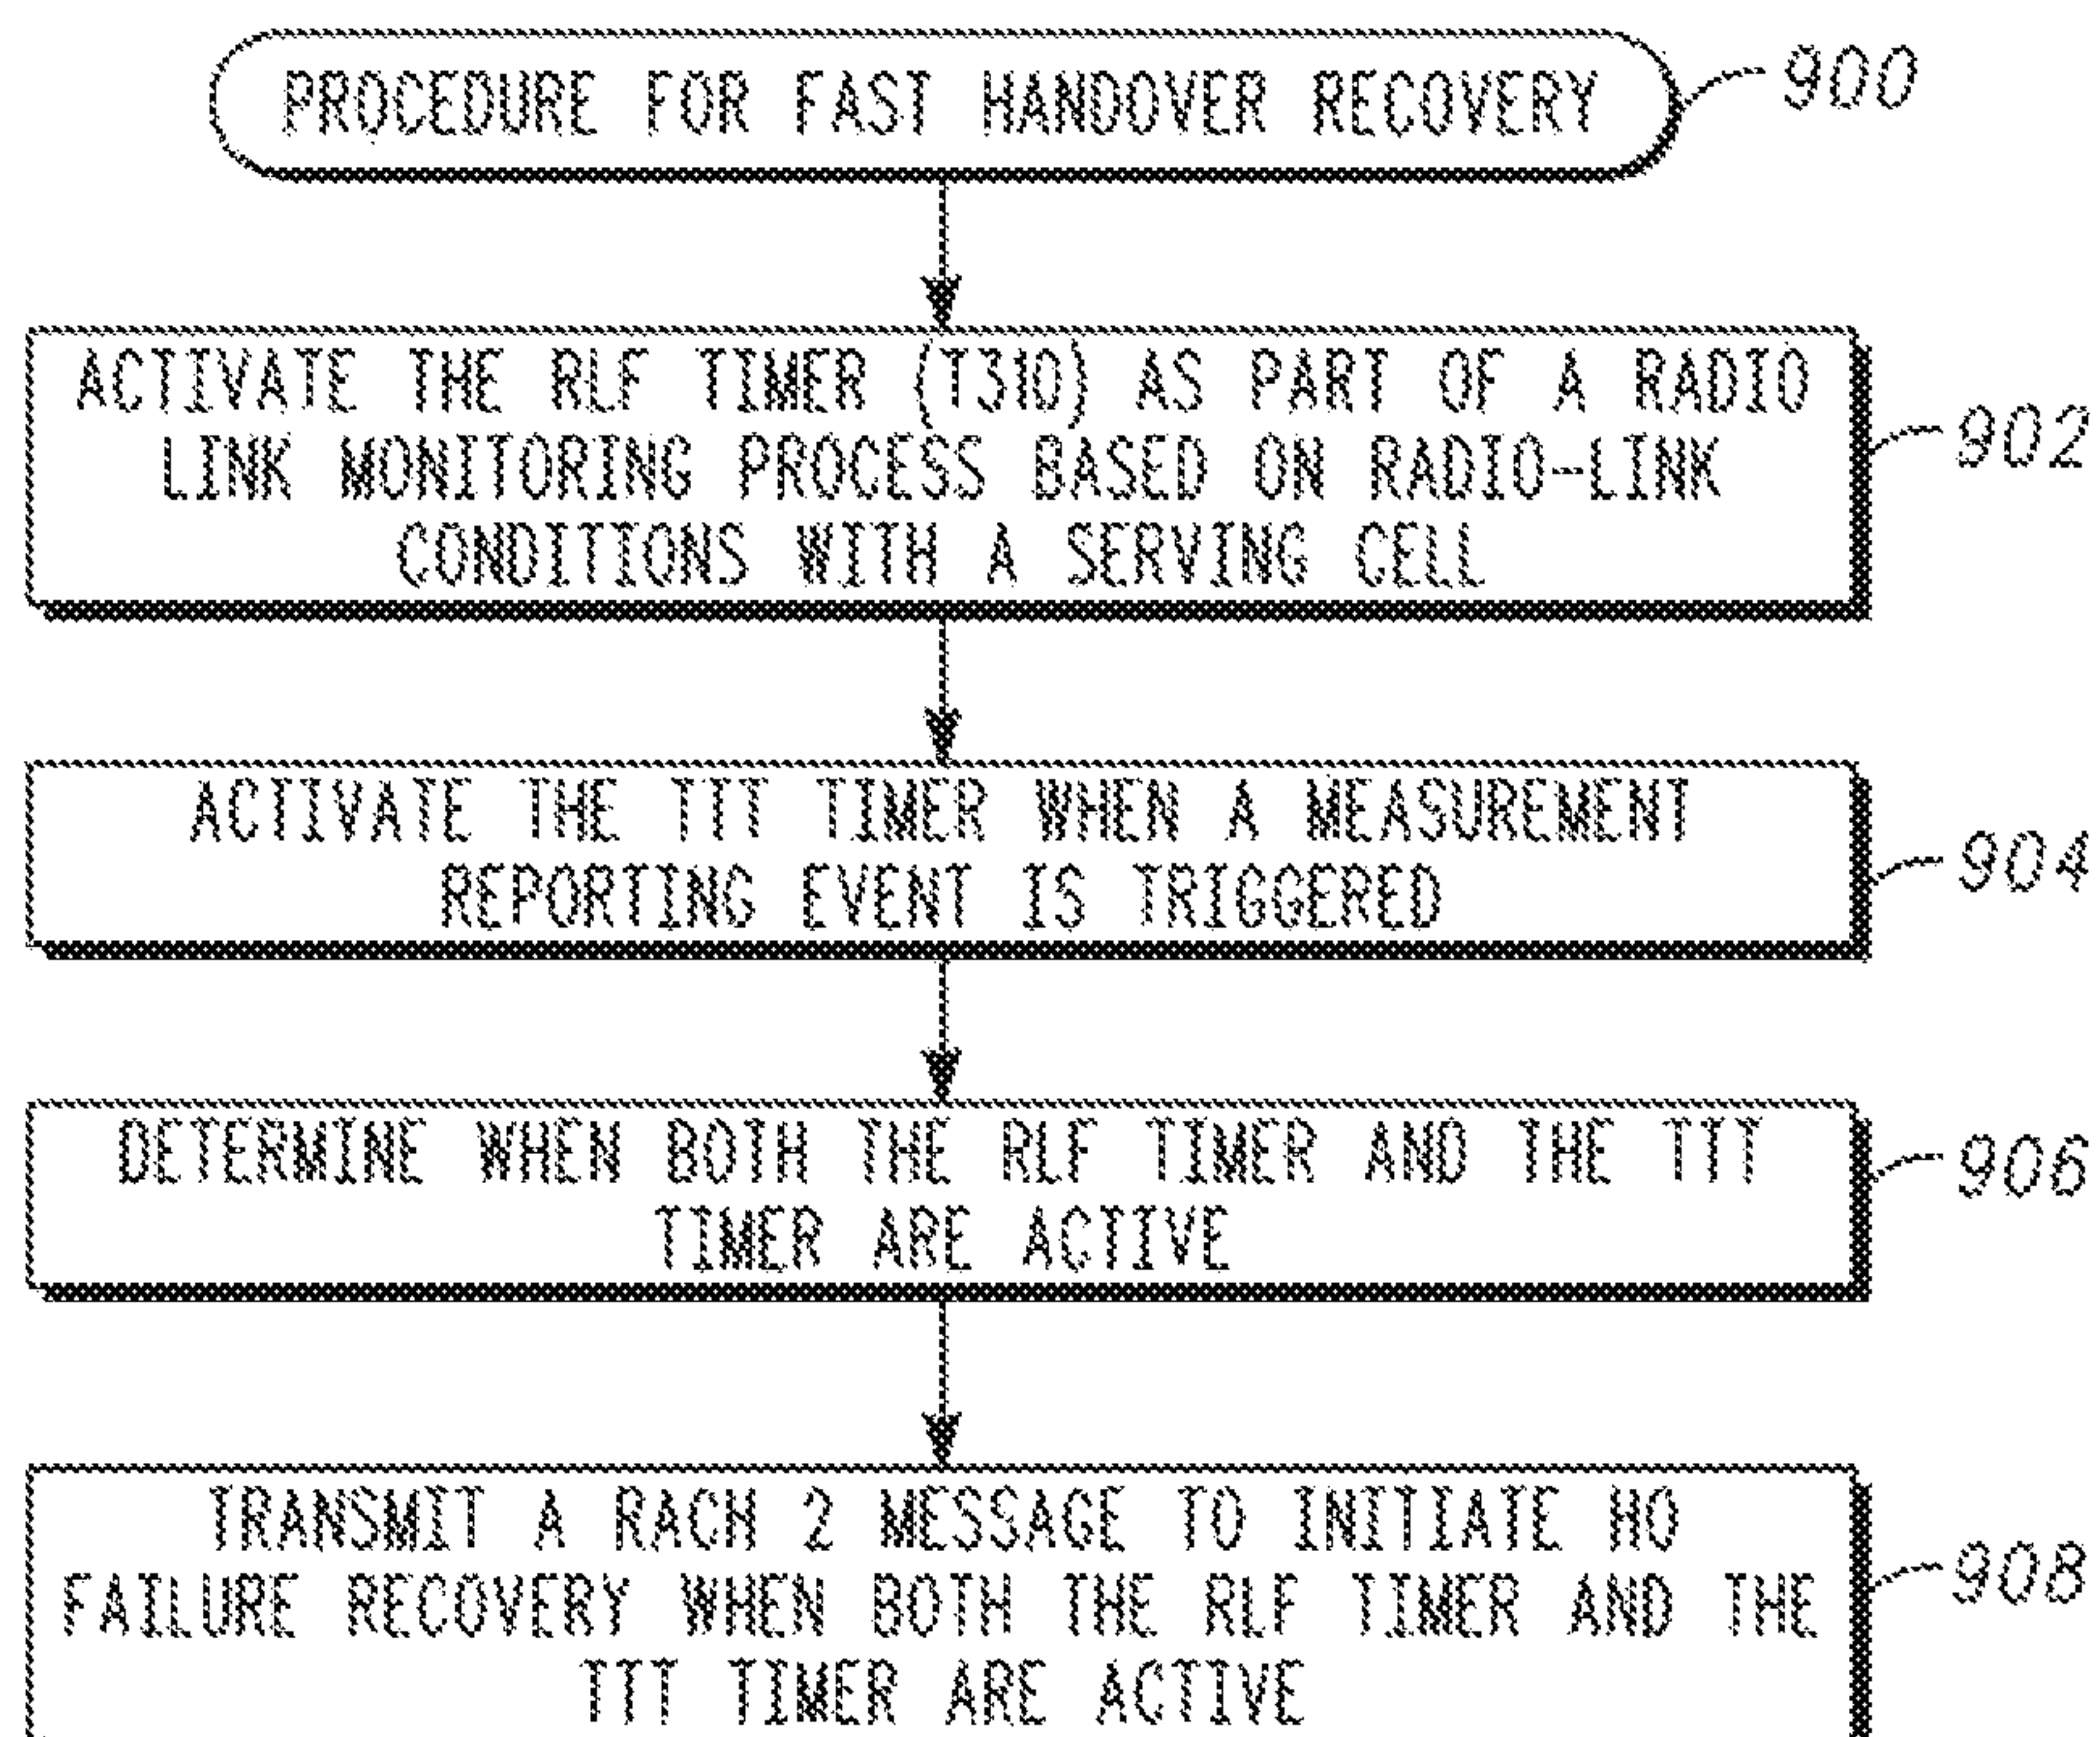 PROCEDURE FOR FAST HANDOVER RECOVERY
900
ACTIVATE THE RLF TIMER (T310) AS PART OF A RADIO
LINK MONITORING PROCESS BASED ON RADIO-LINK
CONDITIONS WITH A SERVING CELL
902
ACTIVATE THE TTT TIMER WHEN A MEASUREMENT
REPORTING EVENT IS TRIGGERED
904
DETERMINE WHEN BOTH THE RLF TIMER AND THE TTT
TIMER ARE ACTIVE
906
TRANSMIT A RACH 2 MESSAGE TO INITIATE HO
FAILURE RECOVERY WHEN BOTH THE RLF TIMER AND THE
TTT TIMER ARE ACTIVE
908